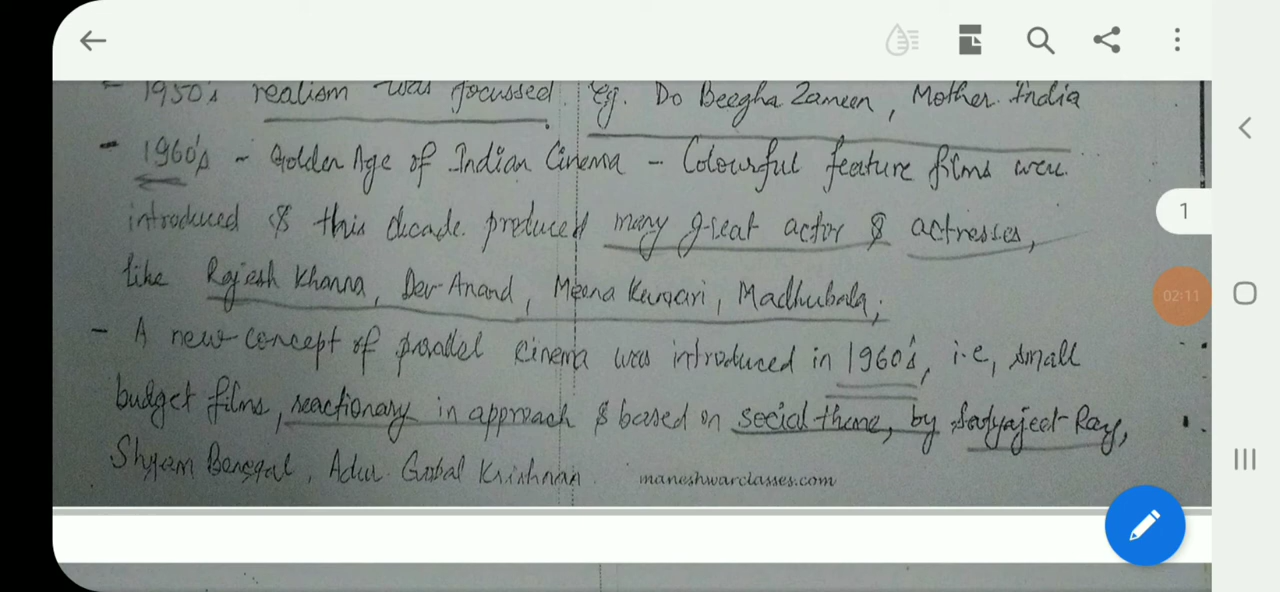 - 1950's realism was focussed. eg. Do Beegha Zameen, Mother India
- 1960's - Golden Age of Indian Cinema - Colourful feature films were
introduced & this decade produced many great actor & actresses,
like Rajesh Khanna, Dev Anand, Meena Kumari, Madhubala,
- A new concept of parallel cinema was introduced in 1960's, i.e, small
budget films, reactionary in approach & based on social theme, by Satyajeet Ray,
Shyam Benegal, Adur Gobal Krishnan
maneshwarclasses.com
1
02:11